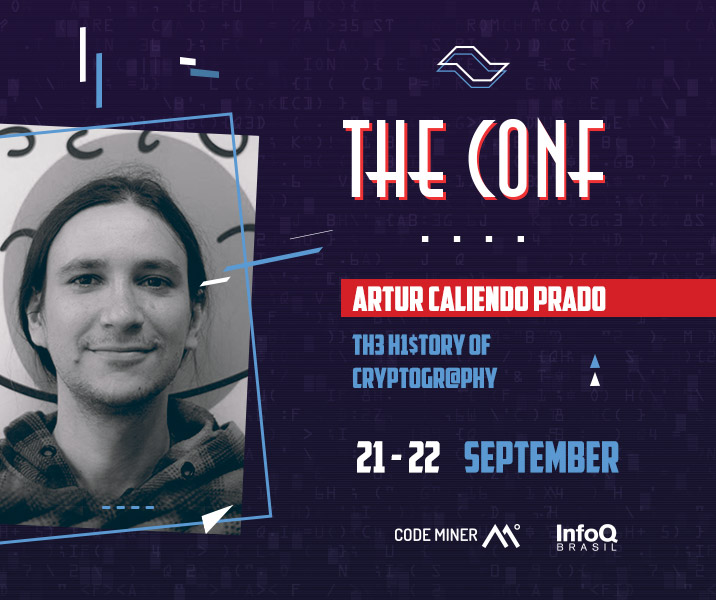 THE CONF
ARTUR CALIENDO PRADO
TH3 H1$TORY OF
CRYPTOGR@PHY
21 - 22 SEPTEMBER
CODE MINER
InfoQ
BRASIL